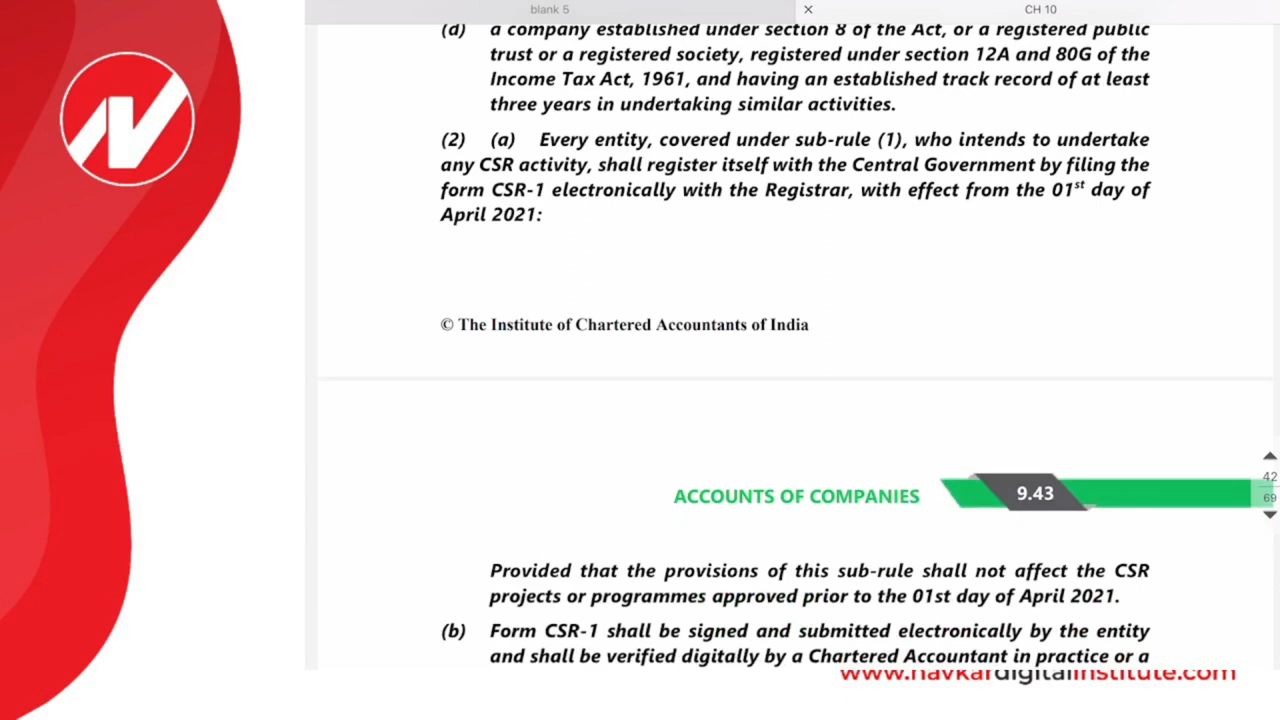 blank 5
× CH 10
(d) a company established under section 8 of the Act, or a registered public
trust or a registered society, registered under section 12A and 80G of the
Income Tax Act, 1961, and having an established track record of at least
three years in undertaking similar activities.
(2) (a) Every entity, covered under sub-rule (1), who intends to undertake
any CSR activity, shall register itself with the Central Government by filing the
form CSR-1 electronically with the Registrar, with effect from the 01st day of
April 2021:
© The Institute of Chartered Accountants of India
42
69
ACCOUNTS OF COMPANIES 9.43
Provided that the provisions of this sub-rule shall not affect the CSR
projects or programmes approved prior to the 01st day of April 2021.
(b) Form CSR-1 shall be signed and submitted electronically by the entity
and shall be verified digitally by a Chartered Accountant in practice or a
www.navkardigitalinstitute.com